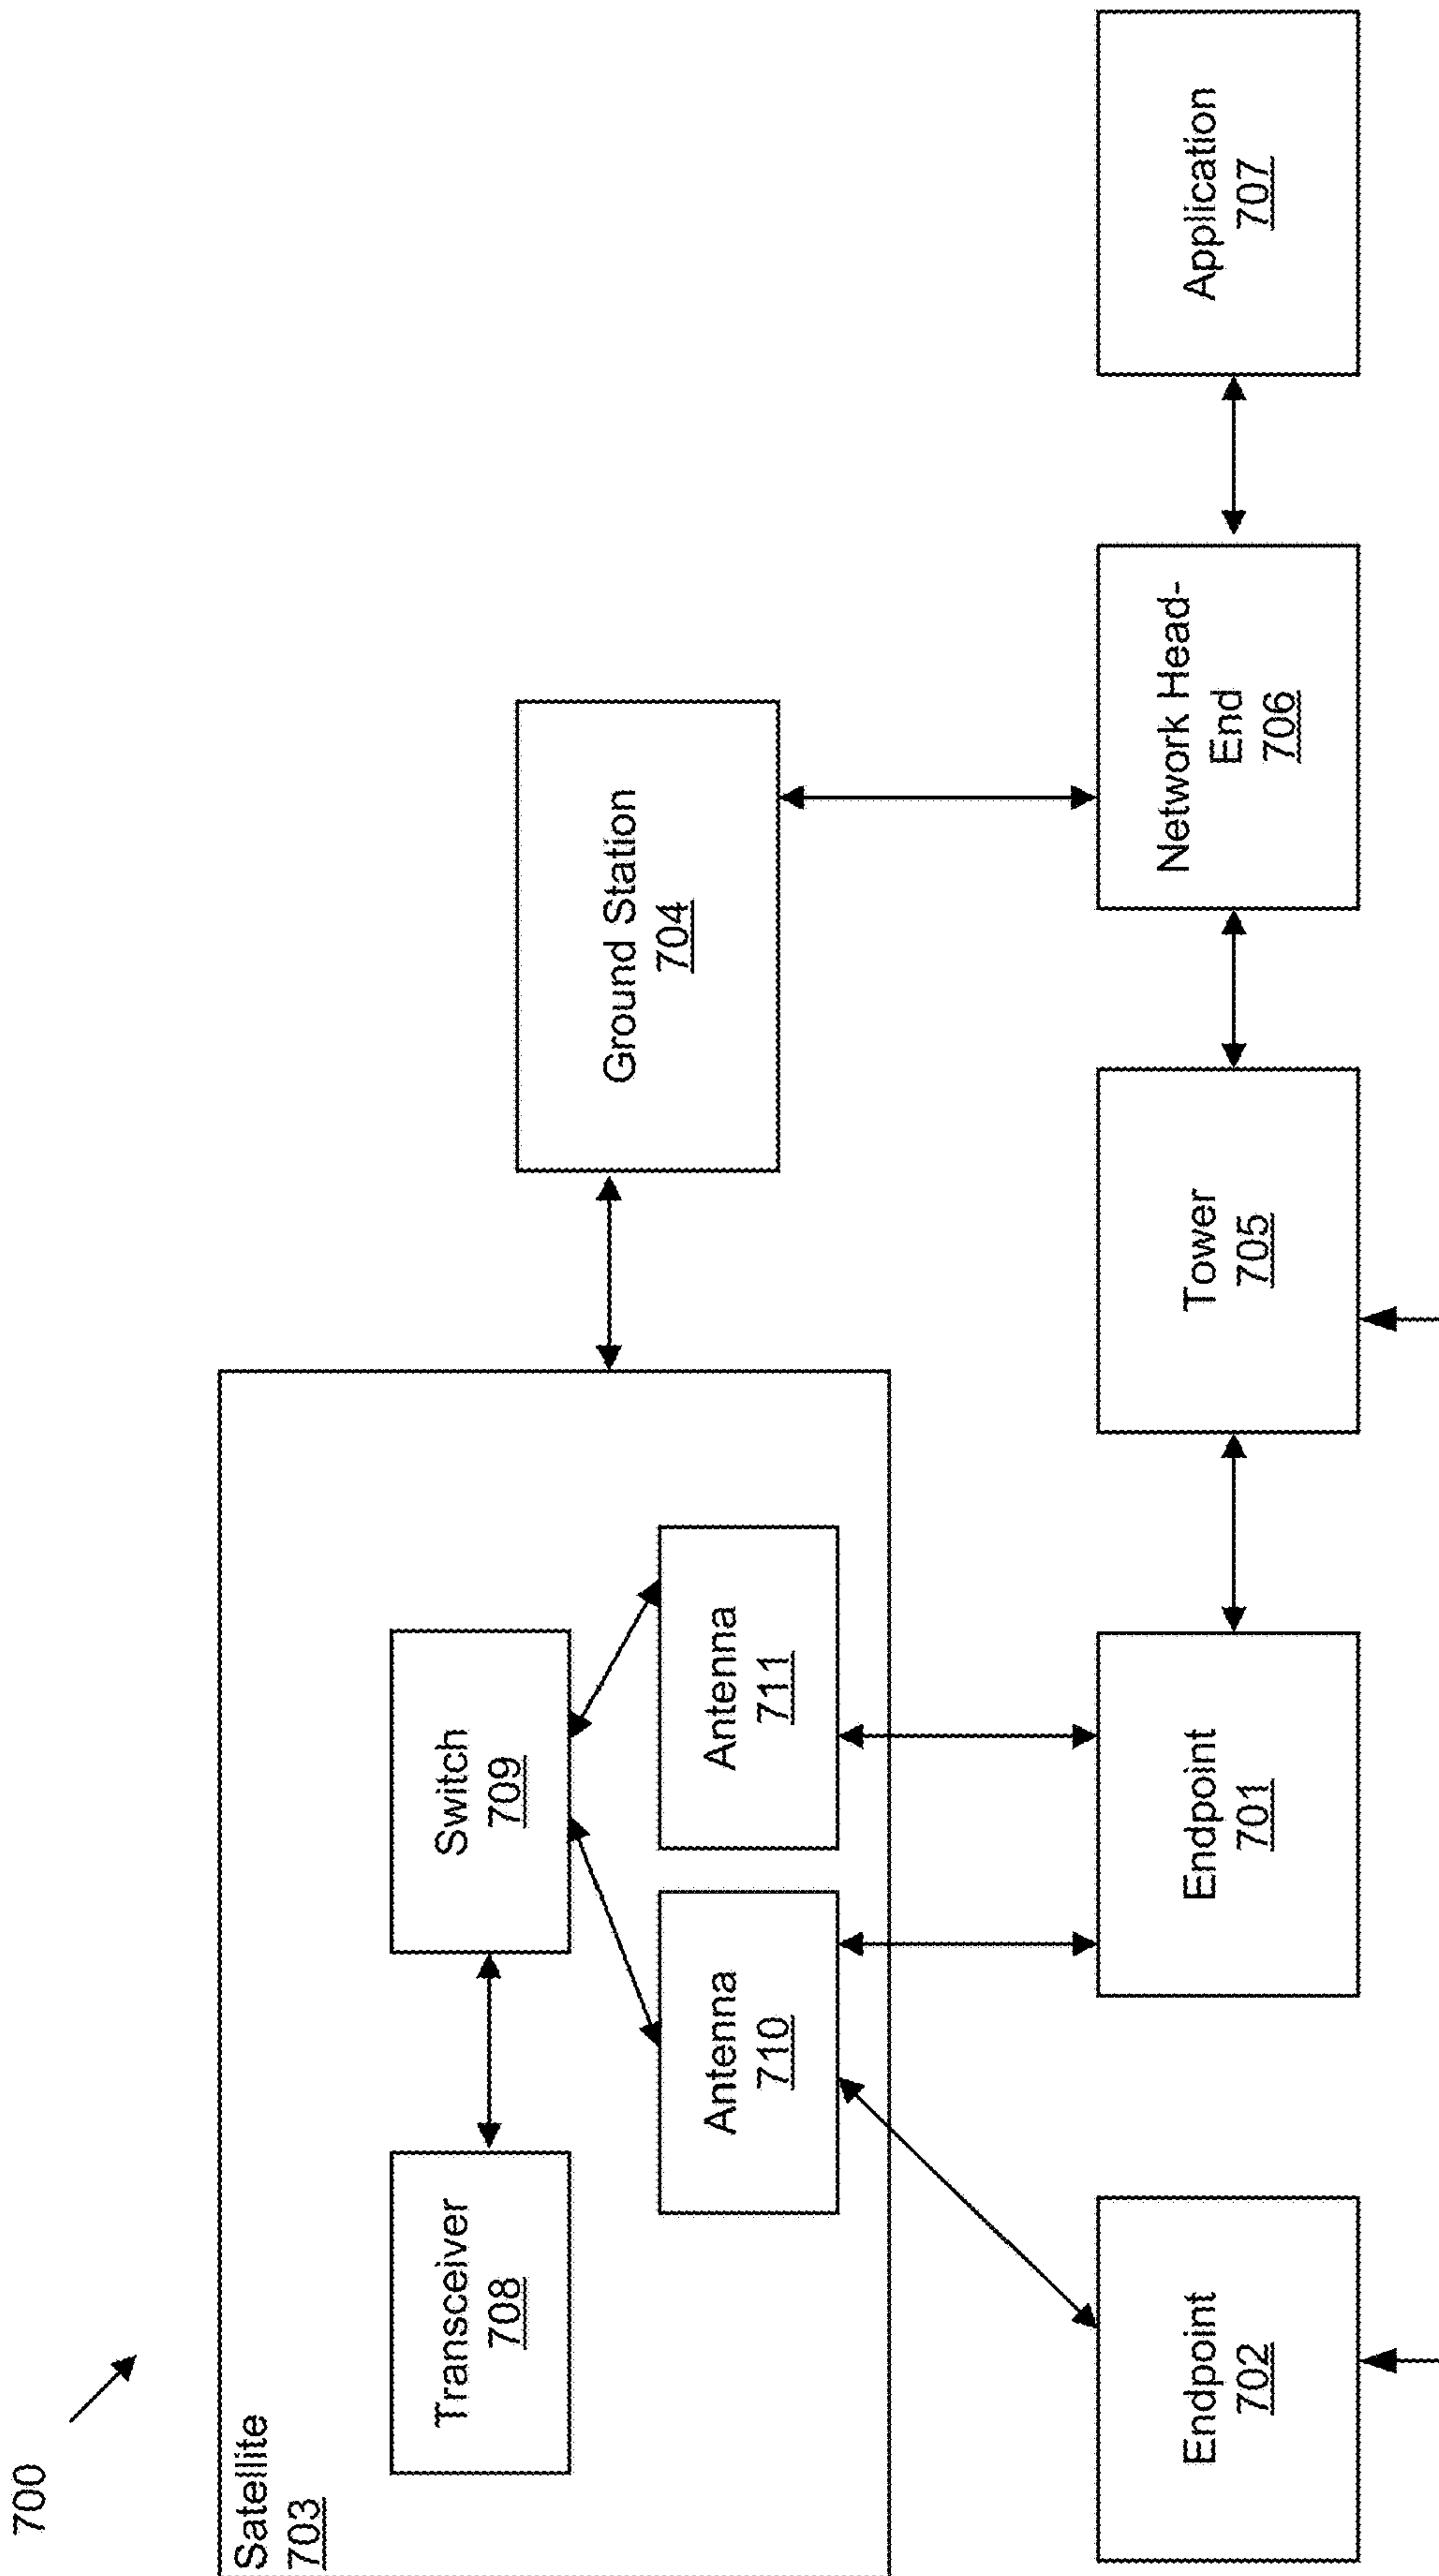 700
Satellite
703
Transceiver
708
Switch
709
Antenna
710
Antenna
711
Ground Station
704
Endpoint
702
Endpoint
701
Tower
705
Network Head-
End
706
Application
707